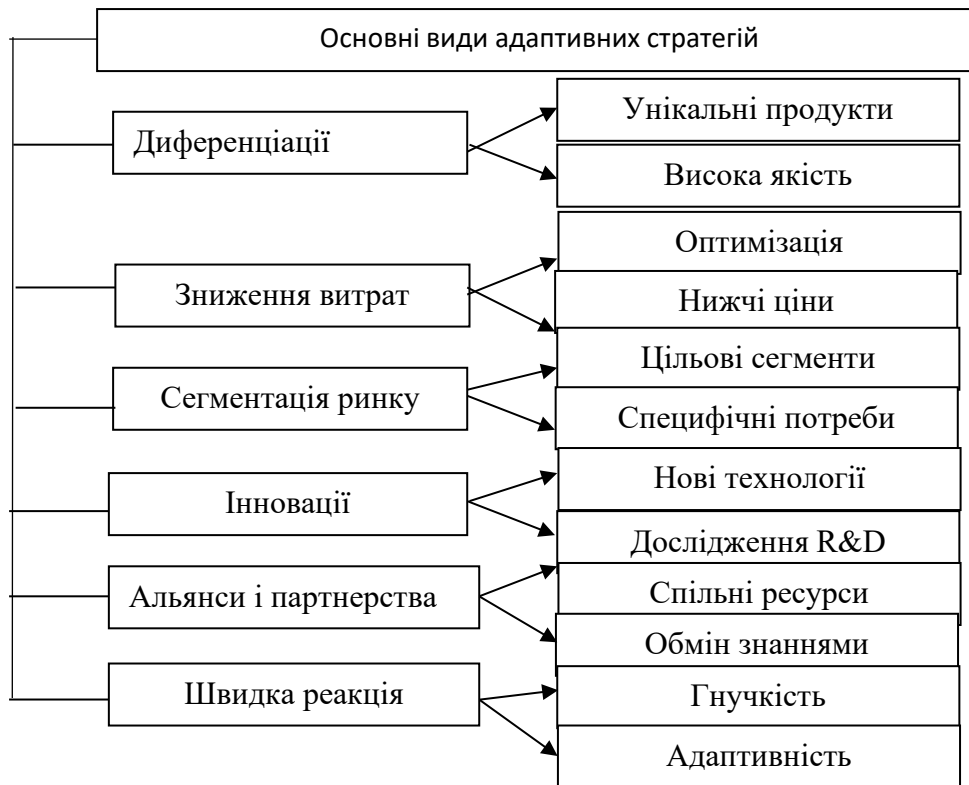 Основні види адаптивних стратегій
Диференціації
Унікальні продукти
Висока якість
Зниження витрат
Оптимізація
Нижчі ціни
Сегментація ринку
Цільові сегменти
Специфічні потреби
Інновації
Нові технології
Дослідження R&D
Альянси і партнерства
Спільні ресурси
Обмін знаннями
Швидка реакція
Гнучкість
Адаптивність